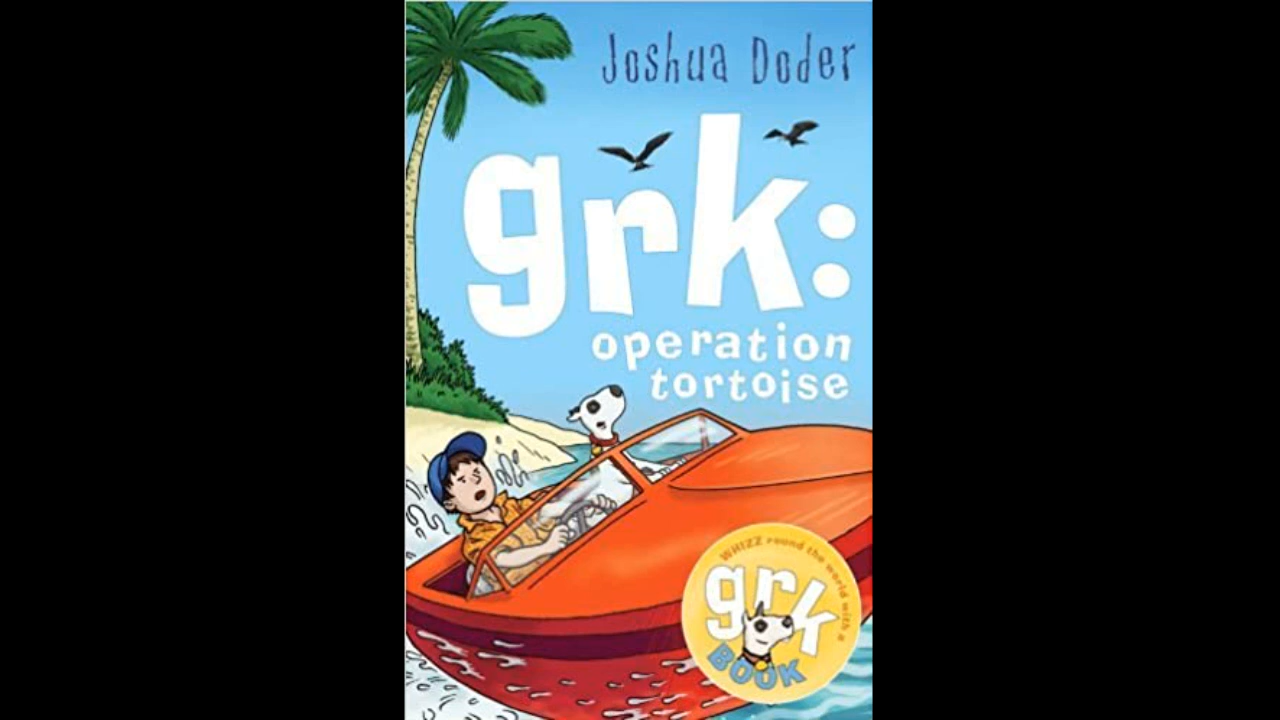 Joshua Doder
grk:
operation
tortoise
WHIZZ round the world with a
grk
BOOK